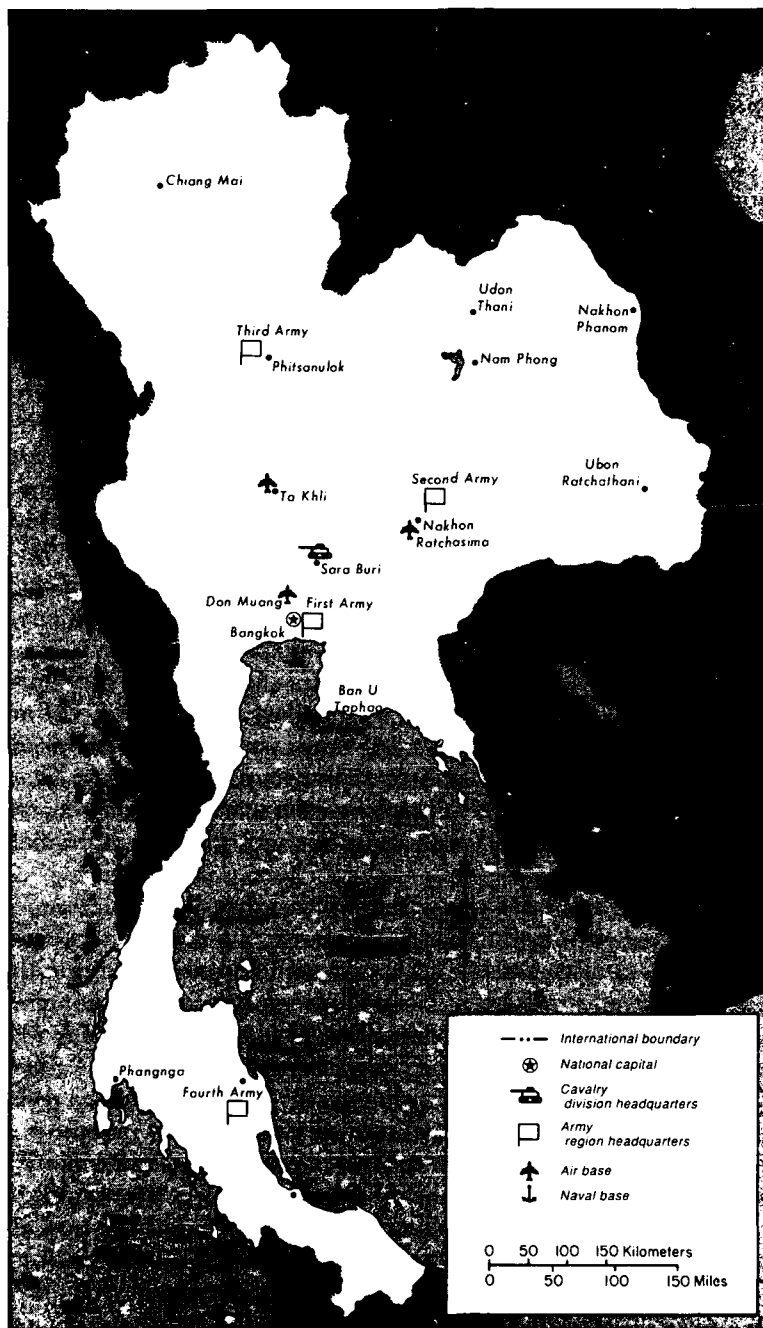 Chiang Mai
Udon
Thani
Nakhon
Phanom
Third Army
Phitsanulok
Nam Phong
Ubon
Ratchathani
Second Army
Ta Khli
Nakhon
Ratchasima
Sara Buri
Don Muang
First Army
Bangkok
Ban U
Taphao
Phangnga
Fourth Army
International boundary
National capital
Cavalry
division headquarters
Army
region headquarters
Air base
Naval base
0 50 100 150 Kilometers
0 50 100 150 Miles